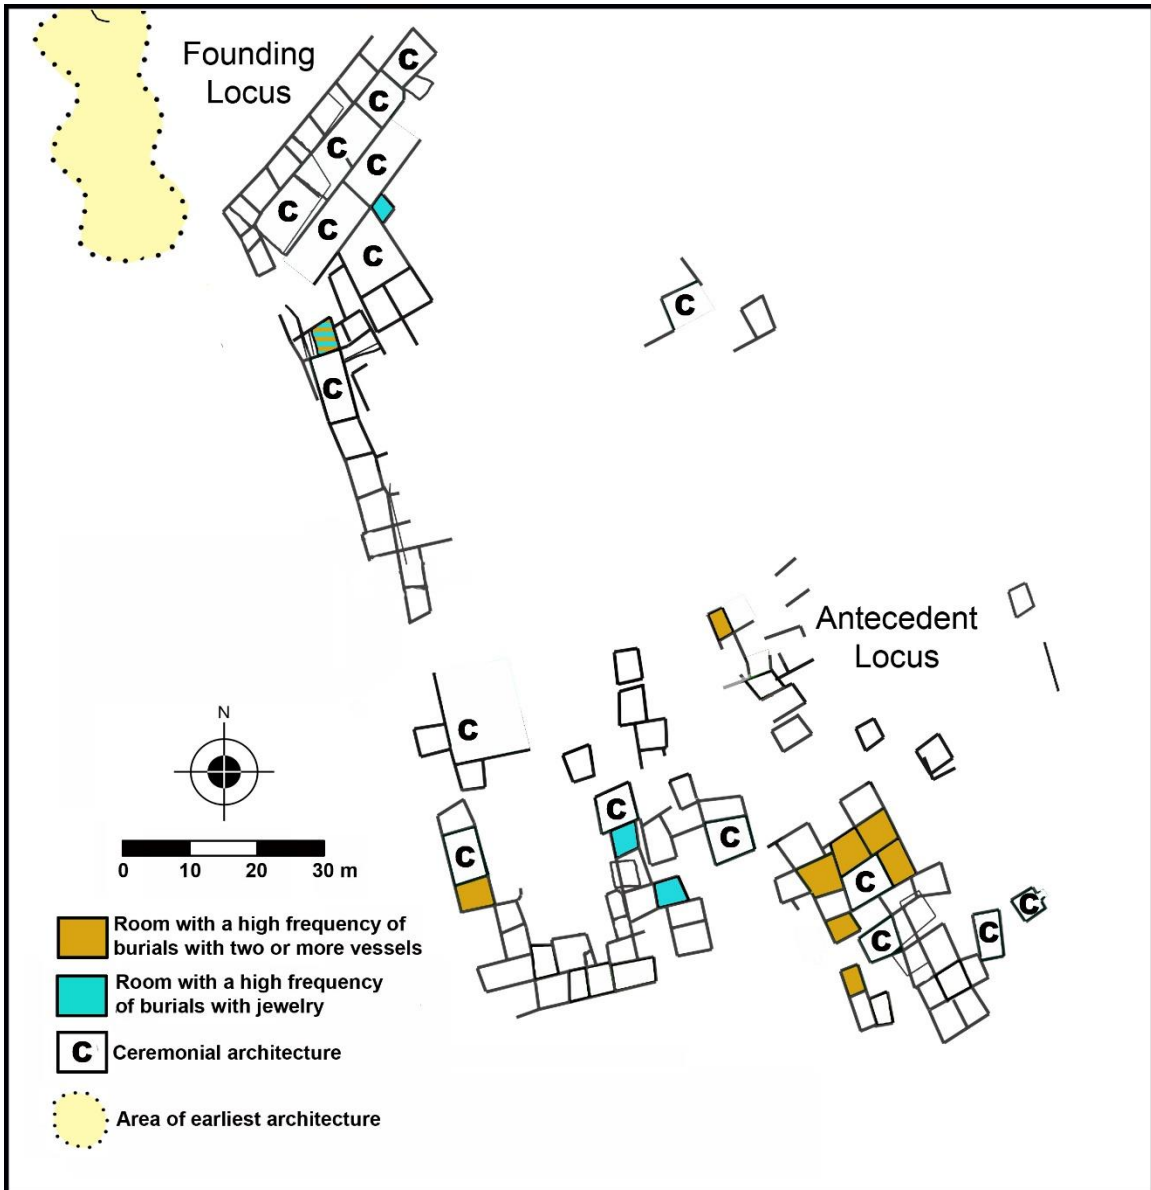 Founding
Locus
C
C
C
C
C
C
C
C
C
Antecedent
Locus
C
N
C
C
C
C
C
C
C
0 10 20 30 m
Room with a high frequency of
burials with two or more vessels
Room with a high frequency
of burials with jewelry
C Ceremonial architecture
Area of earliest architecture